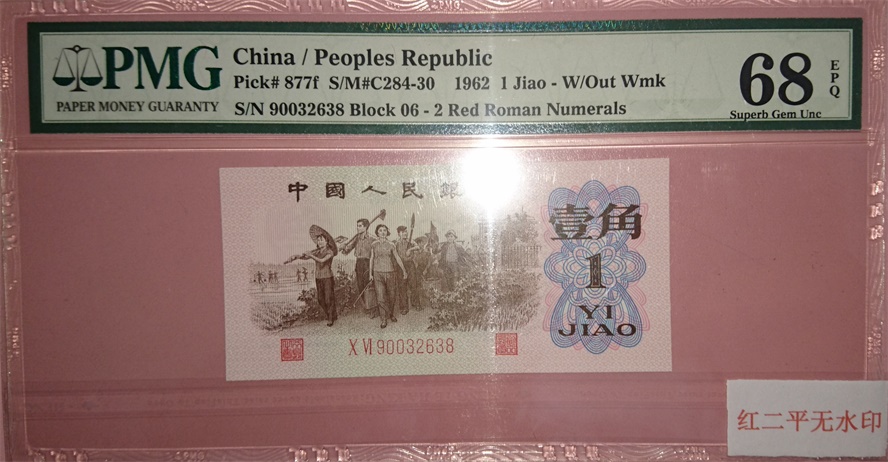 PMG
PAPER MONEY GUARANTY
China / Peoples Republic
Pick# 877f S/M#C284-30 1962 1 Jiao - W/Out Wmk
S/N 90032638 Block 06 - 2 Red Roman Numerals
68
EPQ
Superb Gem Unc
中國人民銀
壹角
1
YI
JIAO
X VI 90032638
红二平无水印